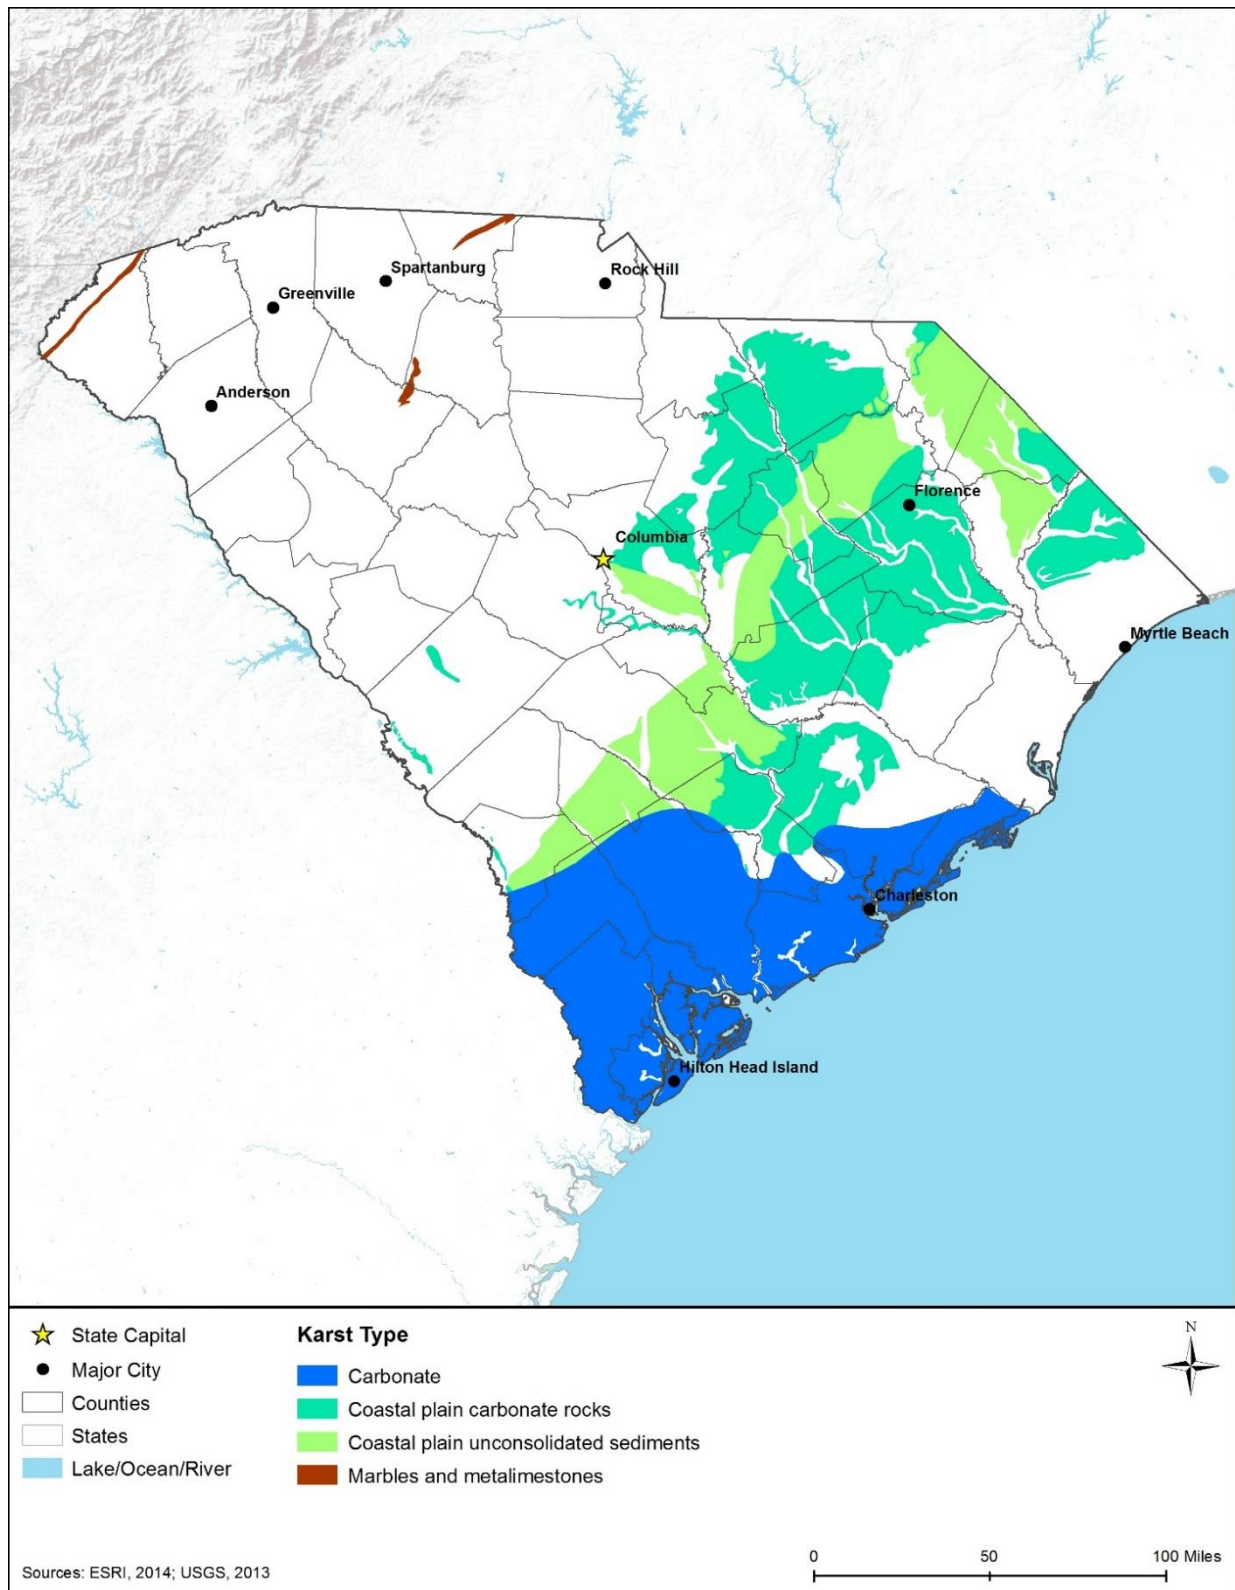 Spartanburg
Rock Hill
Greenville
Anderson
Florence
Columbia
Myrtle Beach
Charleston
Hilton Head Island
State Capital
Major City
Counties
States
Lake/Ocean/River
Karst Type
Carbonate
Coastal plain carbonate rocks
Coastal plain unconsolidated sediments
Marbles and metalimestones
N
Sources: ESRI, 2014; USGS, 2013
0 50 100 Miles